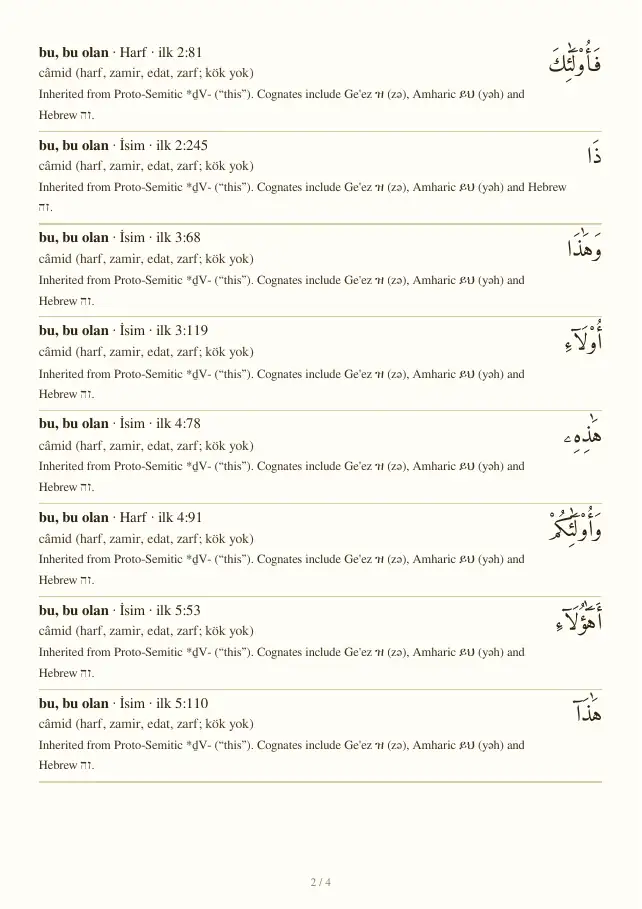 bu, bu olan · Harf · ilk 2:81 فَأُو۟لَٰٓئِكَ
câmid (harf, zamir, edat, zarf; kök yok)
Inherited from Proto-Semitic *ḏV- (“this”). Cognates include Ge'ez ዝ (zə), Amharic ይህ (yəh) and
Hebrew זה.
bu, bu olan · İsim · ilk 2:245 ذَا
câmid (harf, zamir, edat, zarf; kök yok)
Inherited from Proto-Semitic *ḏV- (“this”). Cognates include Ge'ez ዝ (zə), Amharic ይህ (yəh) and Hebrew
זה.
bu, bu olan · İsim · ilk 3:68 وَهَٰذَا
câmid (harf, zamir, edat, zarf; kök yok)
Inherited from Proto-Semitic *ḏV- (“this”). Cognates include Ge'ez ዝ (zə), Amharic ይህ (yəh) and
Hebrew זה.
bu, bu olan · İsim · ilk 3:119 أُو۟لَآءِ
câmid (harf, zamir, edat, zarf; kök yok)
Inherited from Proto-Semitic *ḏV- (“this”). Cognates include Ge'ez ዝ (zə), Amharic ይህ (yəh) and
Hebrew זה.
bu, bu olan · İsim · ilk 4:78 هَٰذِهِۦ
câmid (harf, zamir, edat, zarf; kök yok)
Inherited from Proto-Semitic *ḏV- (“this”). Cognates include Ge'ez ዝ (zə), Amharic ይህ (yəh) and
Hebrew זה.
bu, bu olan · Harf · ilk 4:91 وَأُو۟لَٰٓئِكُمْ
câmid (harf, zamir, edat, zarf; kök yok)
Inherited from Proto-Semitic *ḏV- (“this”). Cognates include Ge'ez ዝ (zə), Amharic ይህ (yəh) and
Hebrew זה.
bu, bu olan · İsim · ilk 5:53 أَهَٰٓؤُلَآءِ
câmid (harf, zamir, edat, zarf; kök yok)
Inherited from Proto-Semitic *ḏV- (“this”). Cognates include Ge'ez ዝ (zə), Amharic ይህ (yəh) and
Hebrew זה.
bu, bu olan · İsim · ilk 5:110 هَٰذَآ
câmid (harf, zamir, edat, zarf; kök yok)
Inherited from Proto-Semitic *ḏV- (“this”). Cognates include Ge'ez ዝ (zə), Amharic ይህ (yəh) and
Hebrew זה.
2 / 4